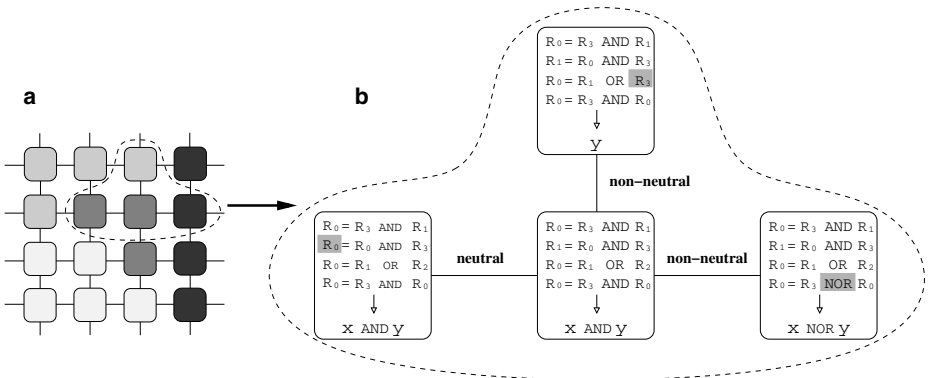 a
b
R₀ = R₃ AND R₁
R₁ = R₀ AND R₃
R₀ = R₁ OR R₃
R₀ = R₃ AND R₀
y
non-neutral
R₀ = R₃ AND R₁
R₀ = R₀ AND R₃
R₀ = R₁ OR R₂
R₀ = R₃ AND R₀
x AND y
neutral
R₀ = R₃ AND R₁
R₁ = R₀ AND R₃
R₀ = R₁ OR R₂
R₀ = R₃ AND R₀
x AND y
non-neutral
R₀ = R₃ AND R₁
R₁ = R₀ AND R₃
R₀ = R₁ OR R₂
R₀ = R₃ NOR R₀
x NOR y